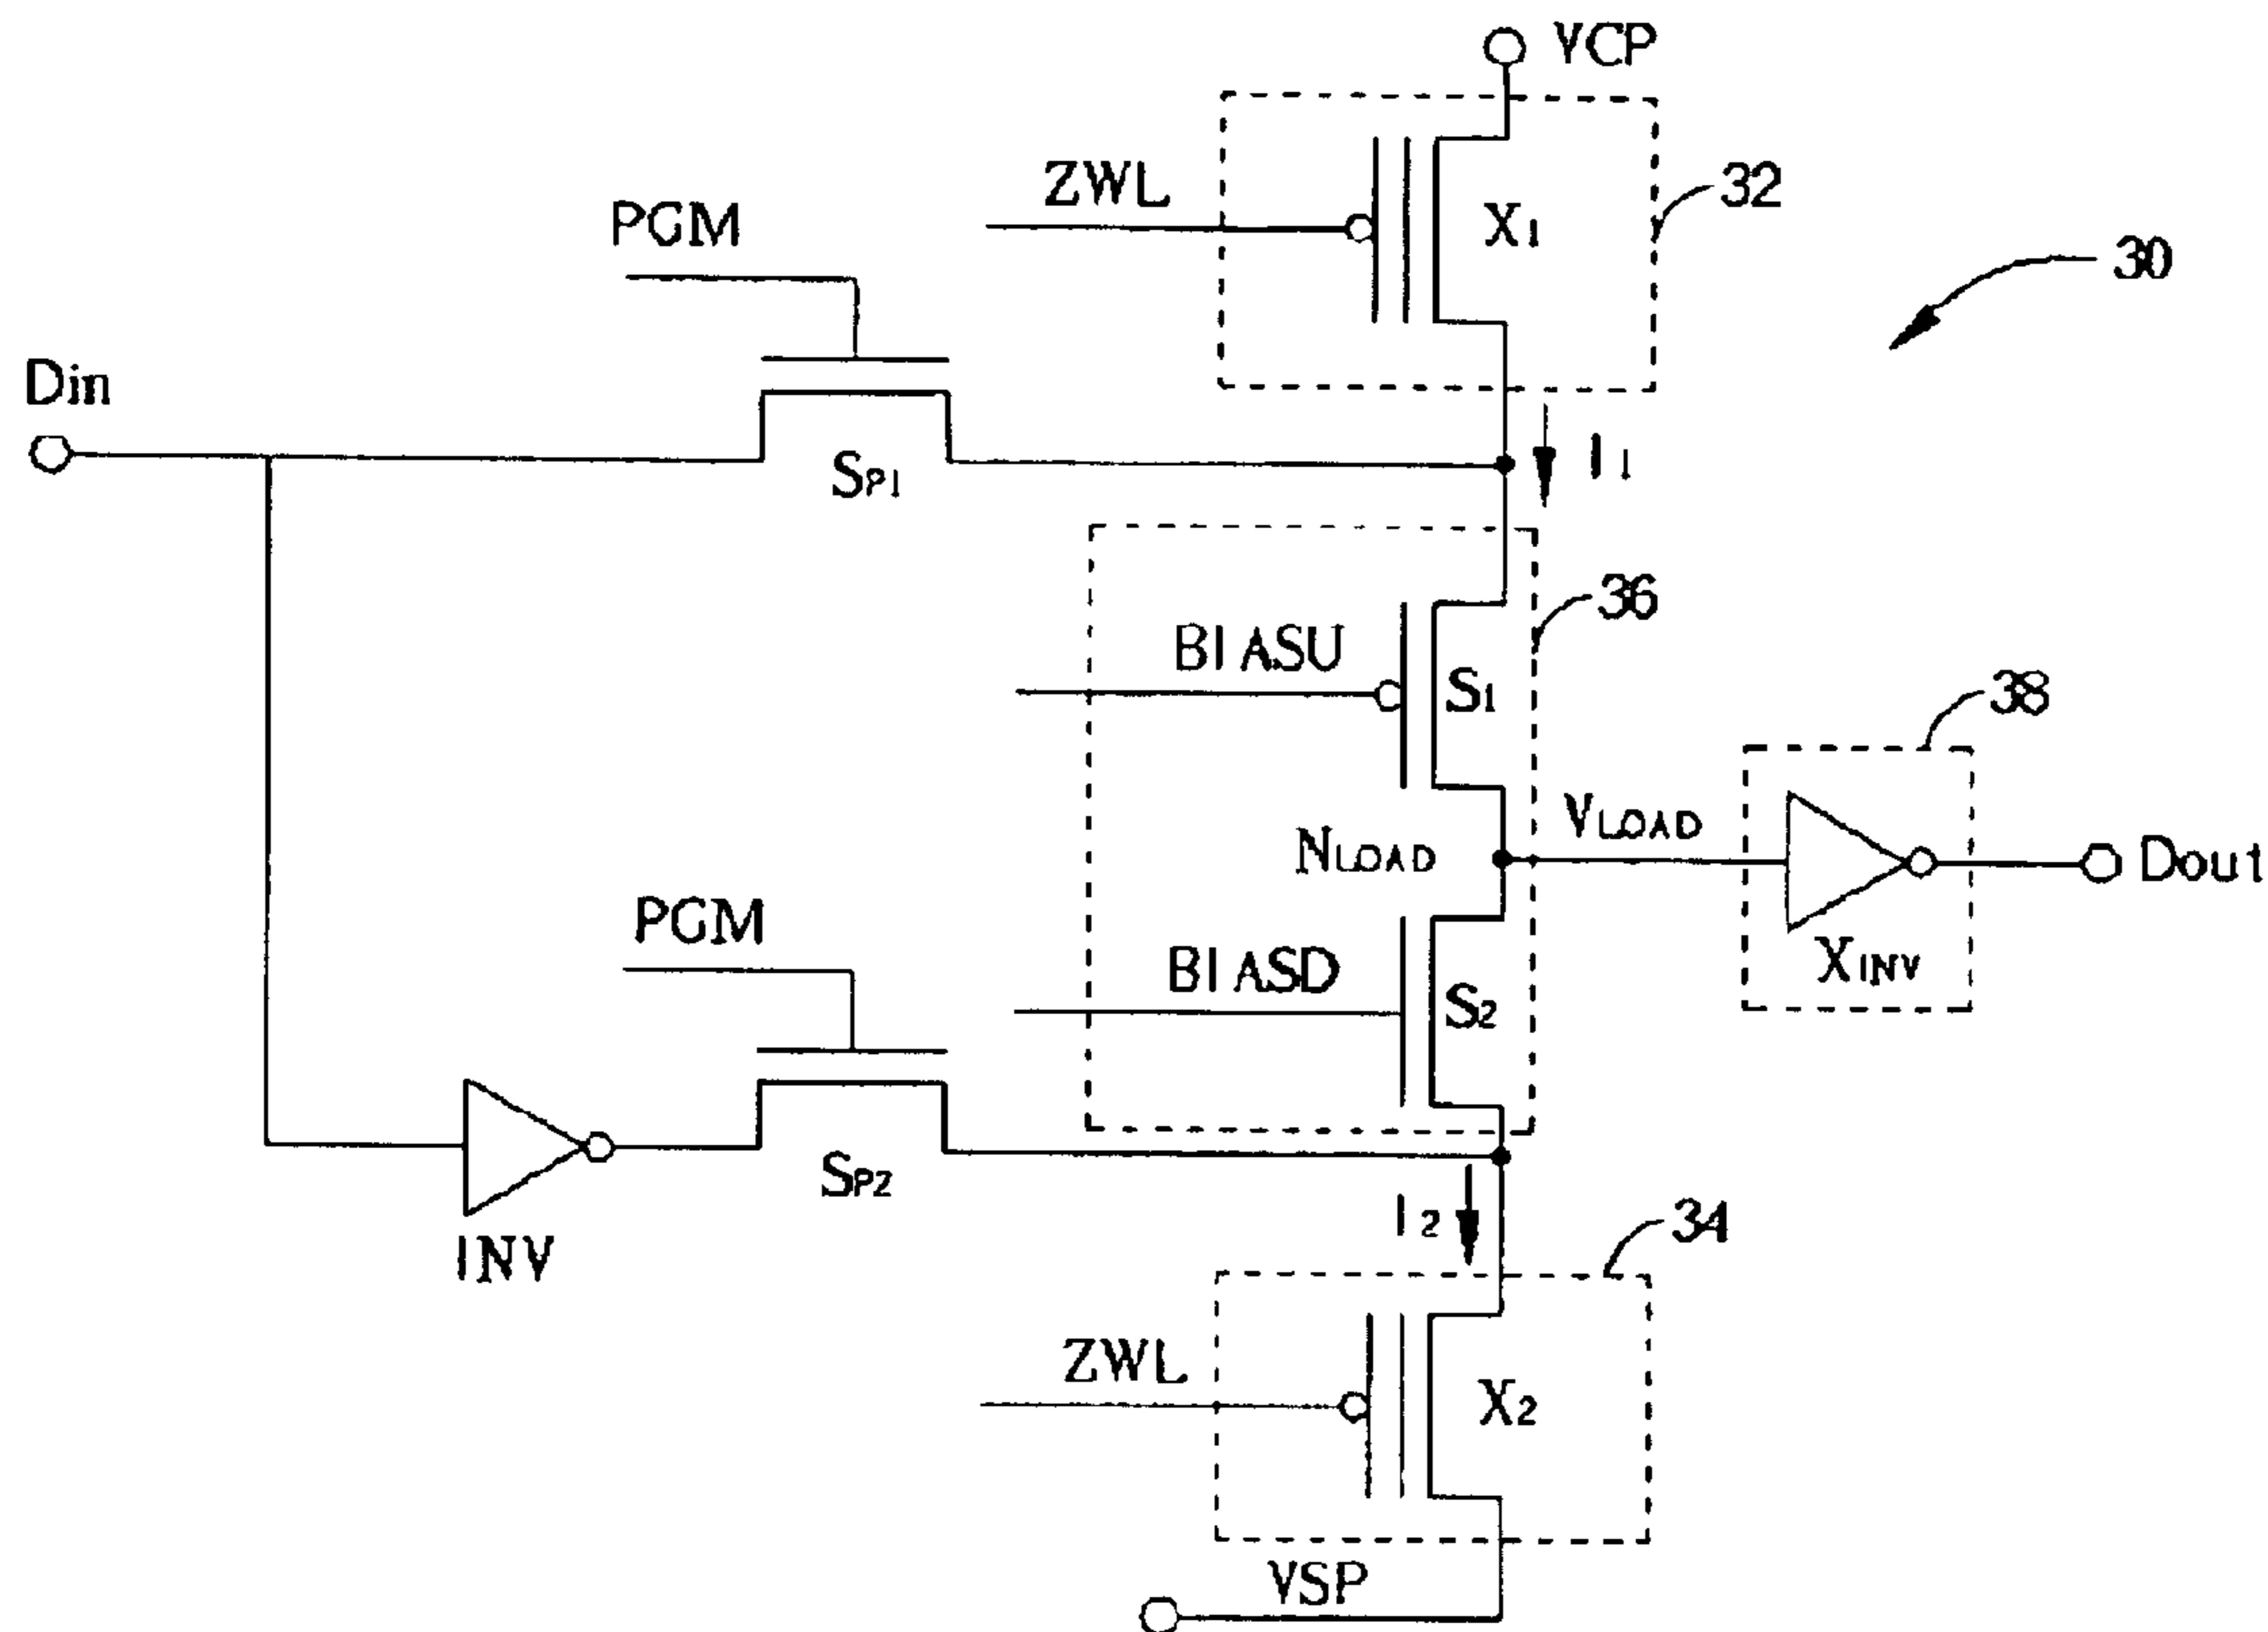 VCP
ZWL
X1
32
PGM
30
Din
SP1
I1
BIASU
S1
36
38
NLOAD
VLOAD
Dout
PGM
BIASD
S2
XINV
SP2
INV
I2
34
ZWL
X2
VSP